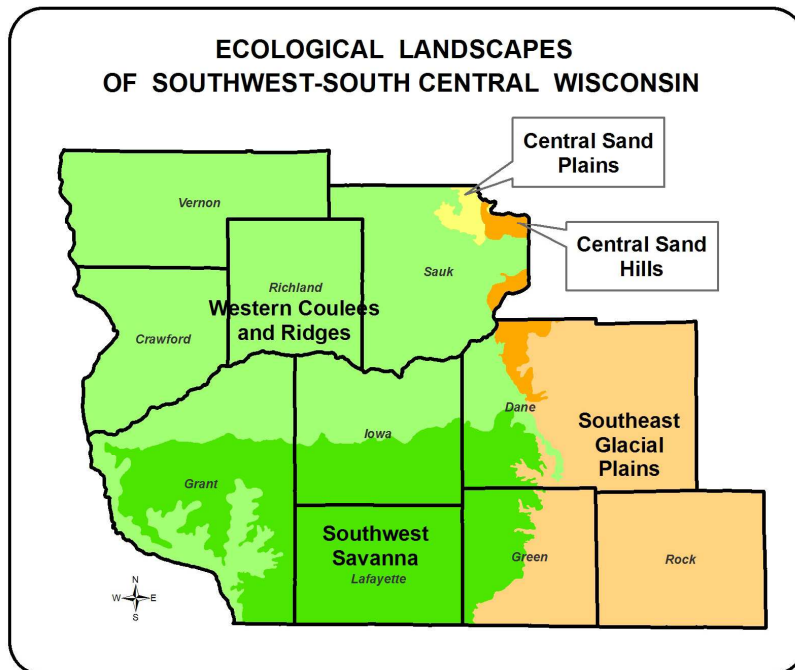 ECOLOGICAL LANDSCAPES
OF SOUTHWEST-SOUTH CENTRAL WISCONSIN
Central Sand
Plains
Vernon
Central Sand
Hills
Sauk
Richland
Western Coulees
and Ridges
Crawford
Dane
Southeast
Glacial
Plains
Iowa
Grant
Southwest
Savanna
Lafayette
Green
Rock
N
W E
S